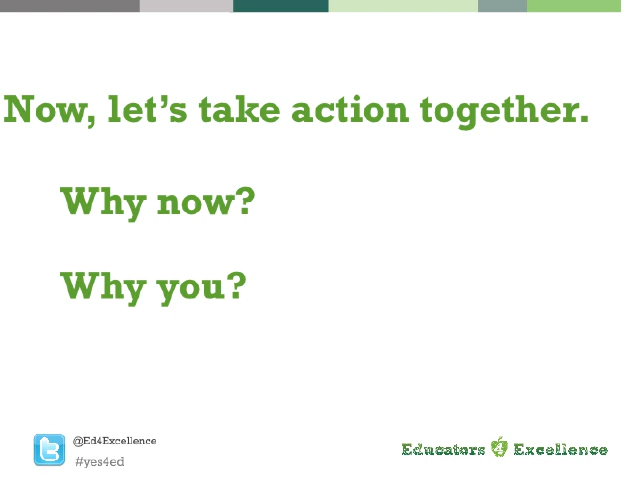 Now, let's take action together.
Why now?
Why you?
@Ed4Excellence
#yes4ed
Educators 4 Excellence